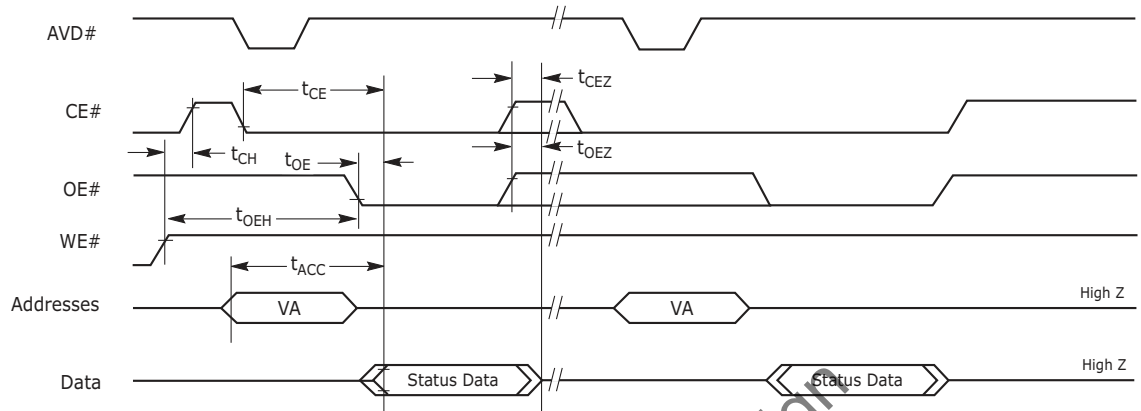 AVD#
CE#
OE#
WE#
Addresses
Data
tCE
tCEZ
tCH
tOE
tOEZ
tOEH
tACC
VA
VA
High Z
Status Data
Status Data
High Z